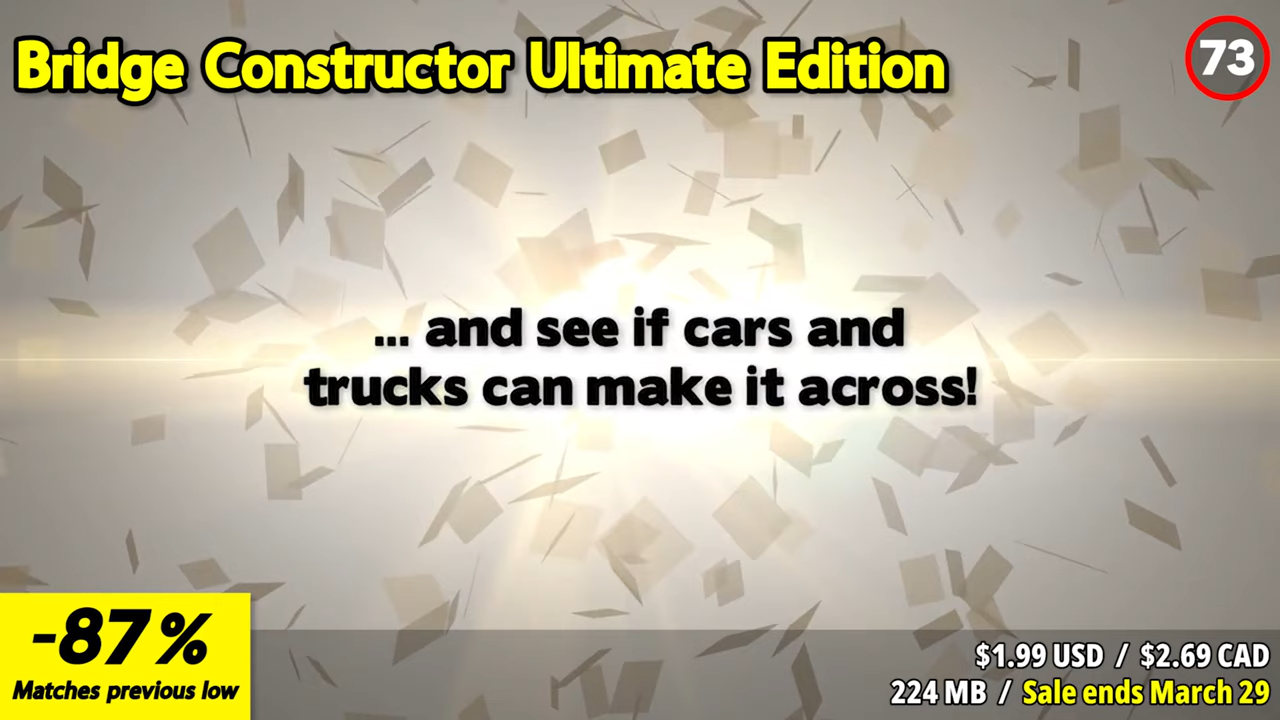 Bridge Constructor Ultimate Edition
73
... and see if cars and
trucks can make it across!
-87%
Matches previous low
$1.99 USD / $2.69 CAD
224 MB / Sale ends March 29